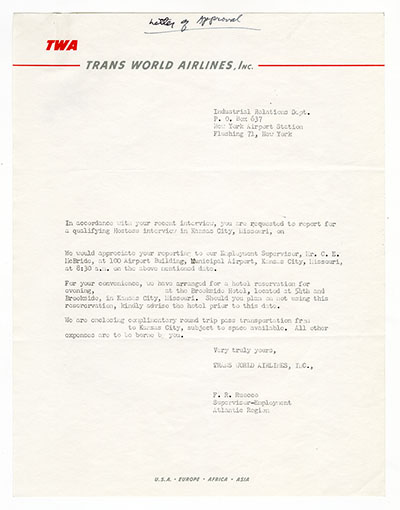 Letter of Approval
TWA
TRANS WORLD AIRLINES, INC.
Industrial Relations Dept.
P. O. Box 637
New York Airport Station
Flushing 71, New York
In accordance with your recent interview, you are requested to report for
a qualifying Hostess interview in Kansas City, Missouri, on
We would appreciate your reporting to our Employment Supervisor, Mr. C. E.
McBride, at 100 Airport Building, Municipal Airport, Kansas City, Missouri,
at 8:30 a.m. on the above mentioned date.
For your convenience, we have arranged for a hotel reservation for
evening, at the Brookside Hotel, located at 54th and
Brookside, in Kansas City, Missouri. Should you plan on not using this
reservation, kindly advise the hotel prior to this date.
We are enclosing complimentary round trip pass transportation from
to Kansas City, subject to space available. All other
expenses are to be borne by you.
Very truly yours,
TRANS WORLD AIRLINES, INC.,
F. R.
Supervisor-Employment
Atlantic Region
U.S.A. · EUROPE · AFRICA · ASIA